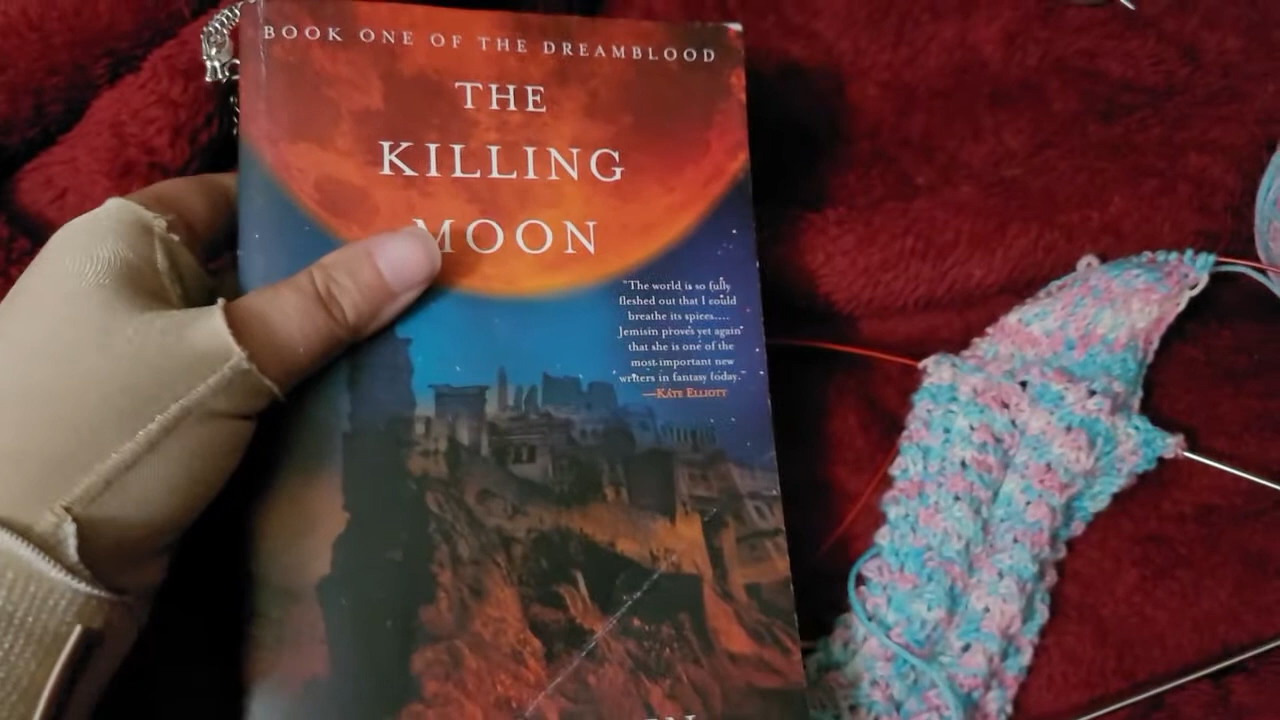 BOOK ONE OF THE DREAMBLOOD
THE
KILLING
MOON
"The world is so fully
fleshed out that I could
breathe its spices....
Jemisin proves yet again
that she is one of the
most important new
writers in fantasy today."
—KATE ELLIOTT